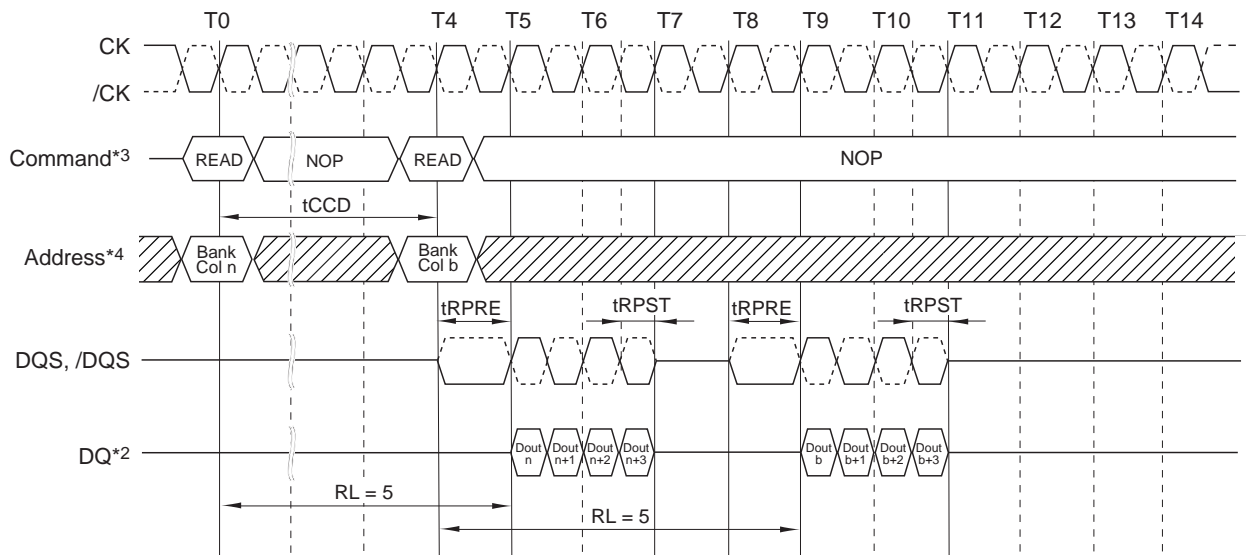 T0 T4 T5 T6 T7 T8 T9 T10 T11 T12 T13 T14
CK
/CK
Command*3 READ NOP READ NOP
tCCD
Address*4 Bank Col n Bank Col b
tRPRE tRPST tRPRE tRPST
DQS, /DQS
DQ*2 Dout n Dout n+1 Dout n+2 Dout n+3 Dout b Dout b+1 Dout b+2 Dout b+3
RL = 5
RL = 5